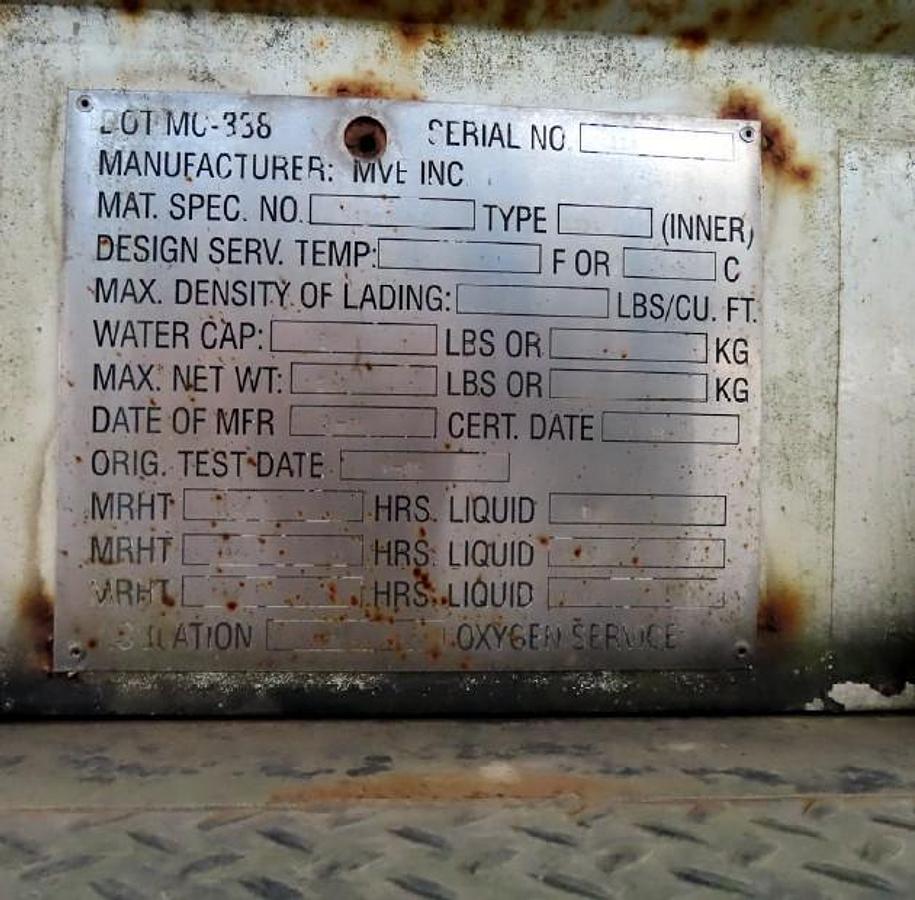 DOT MC-338 SERIAL NO
MANUFACTURER: MVE INC
MAT. SPEC. NO. TYPE (INNER)
DESIGN SERV. TEMP: F OR C
MAX. DENSITY OF LADING: LBS/CU. FT.
WATER CAP: LBS OR KG
MAX. NET WT: LBS OR KG
DATE OF MFR CERT. DATE
ORIG. TEST DATE
MRHT HRS. LIQUID
MRHT HRS. LIQUID
MRHT HRS. LIQUID
OXYGEN SERVICE